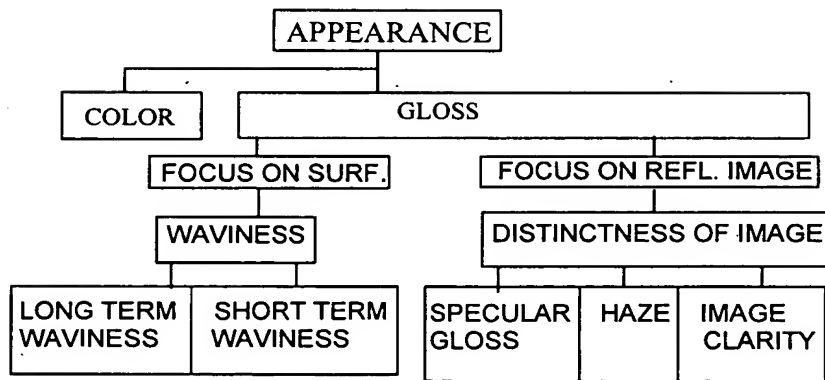 APPEARANCE
COLOR
GLOSS
FOCUS ON SURF.
FOCUS ON REFL. IMAGE
WAVINESS
DISTINCTNESS OF IMAGE
LONG TERM
WAVINESS
SHORT TERM
WAVINESS
SPECULAR
GLOSS
HAZE
IMAGE
CLARITY